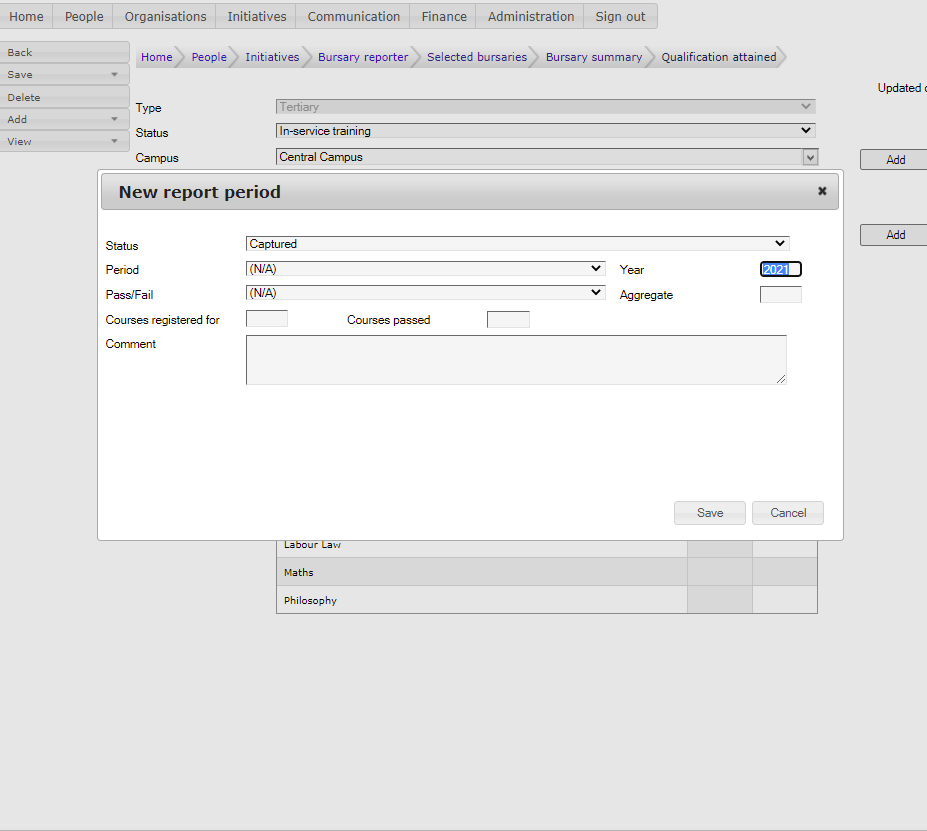 Home People Organisations Initiatives Communication Finance Administration Sign out
Back
Save
Delete
Add
View
Home People Initiatives Bursary reporter Selected bursaries Bursary summary Qualification attained
Updated
Type Tertiary
Status In-service training
Campus Central Campus
Add
Add
New report period
Status Captured
Period (N/A) Year 2021
Pass/Fail (N/A) Aggregate
Courses registered for Courses passed
Comment
Save Cancel
Labour Law
Maths
Philosophy